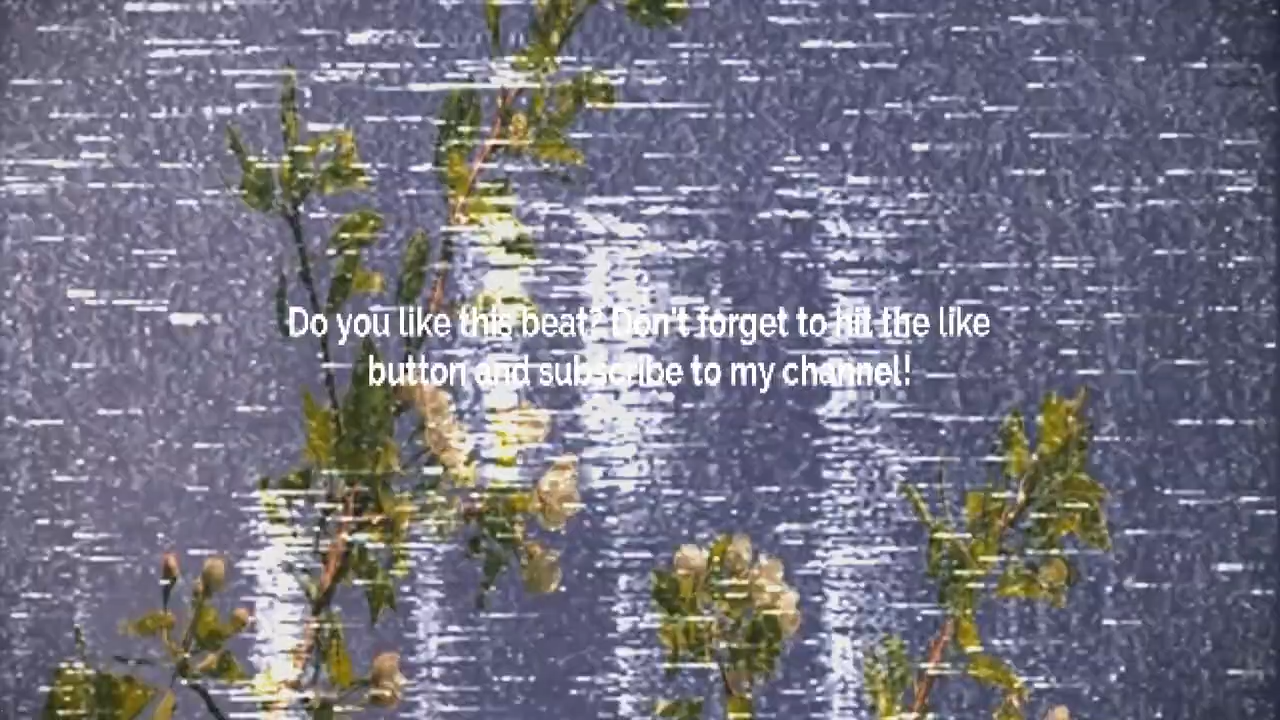 Do you like this beat? Don't forget to hit the like
button and subscribe to my channel!